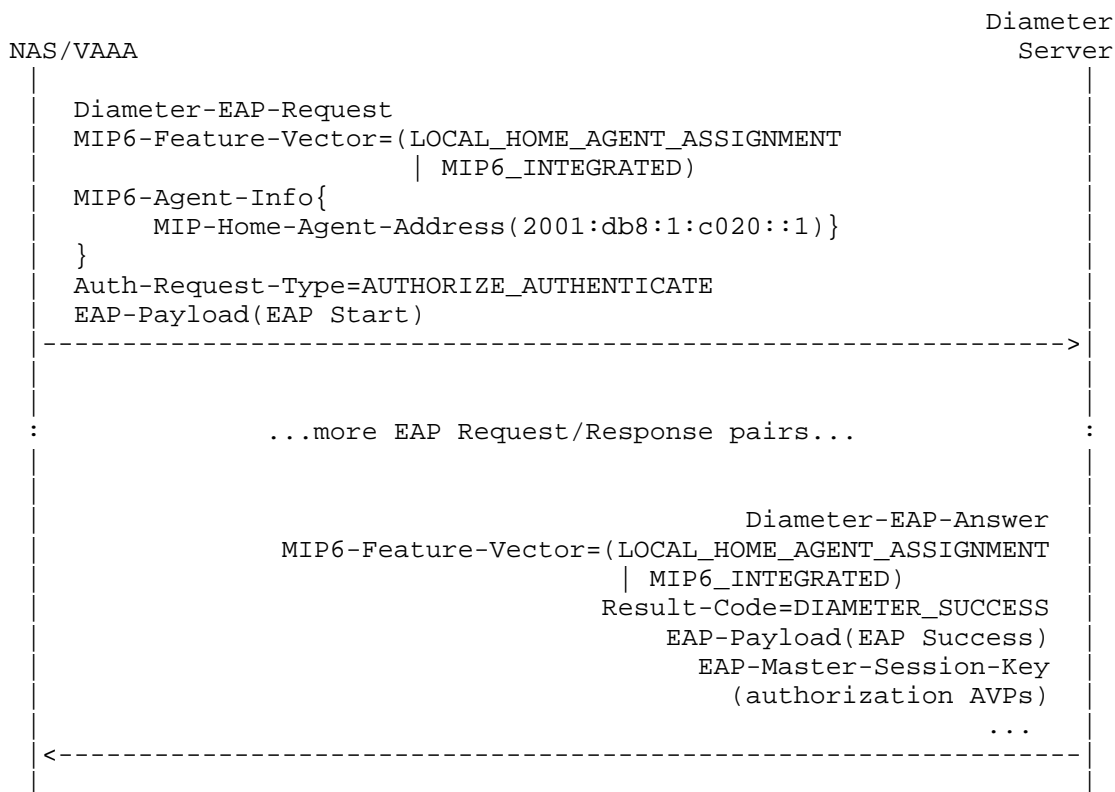 Diameter
NAS/VAAA Server
Diameter-EAP-Request
MIP6-Feature-Vector=(LOCAL_HOME_AGENT_ASSIGNMENT
| MIP6_INTEGRATED)
MIP6-Agent-Info{
MIP-Home-Agent-Address(2001:db8:1:c020::1)}
}
Auth-Request-Type=AUTHORIZE_AUTHENTICATE
EAP-Payload(EAP Start)
...more EAP Request/Response pairs...
Diameter-EAP-Answer
MIP6-Feature-Vector=(LOCAL_HOME_AGENT_ASSIGNMENT
| MIP6_INTEGRATED)
Result-Code=DIAMETER_SUCCESS
EAP-Payload(EAP Success)
EAP-Master-Session-Key
(authorization AVPs)
...